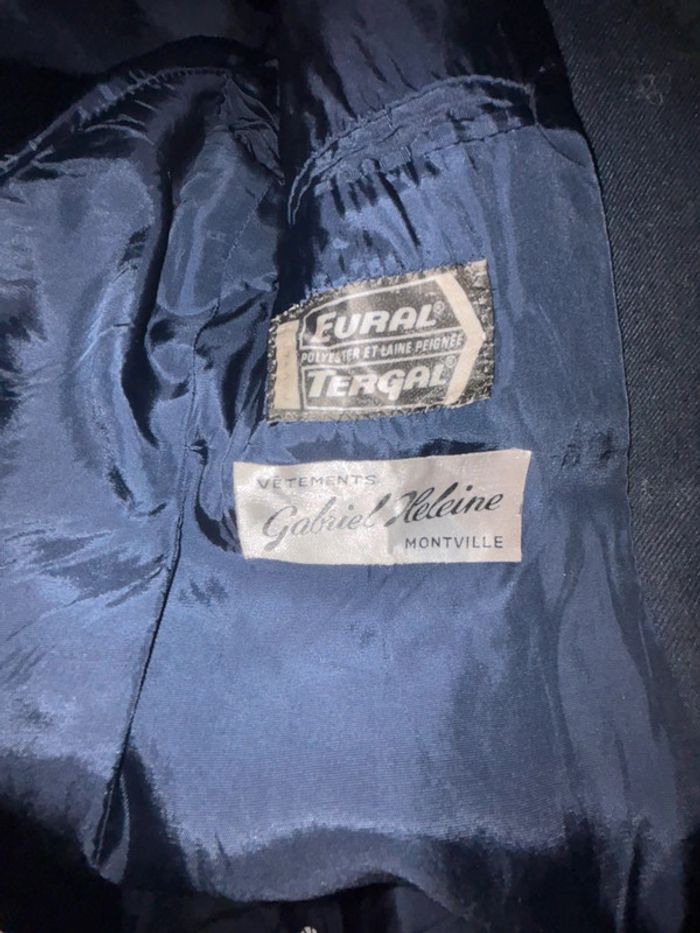 EURAL®
POLYESTER ET LAINE PEIGNÉE
TERGAL®
VÊTEMENTS
Gabriel Heleine
MONTVILLE